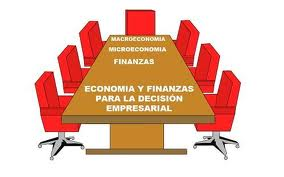 MACROECONOMIA
MICROECONOMIA
FINANZAS
ECONOMIA Y FINANZAS
PARA LA DECISIÓN
EMPRESARIAL